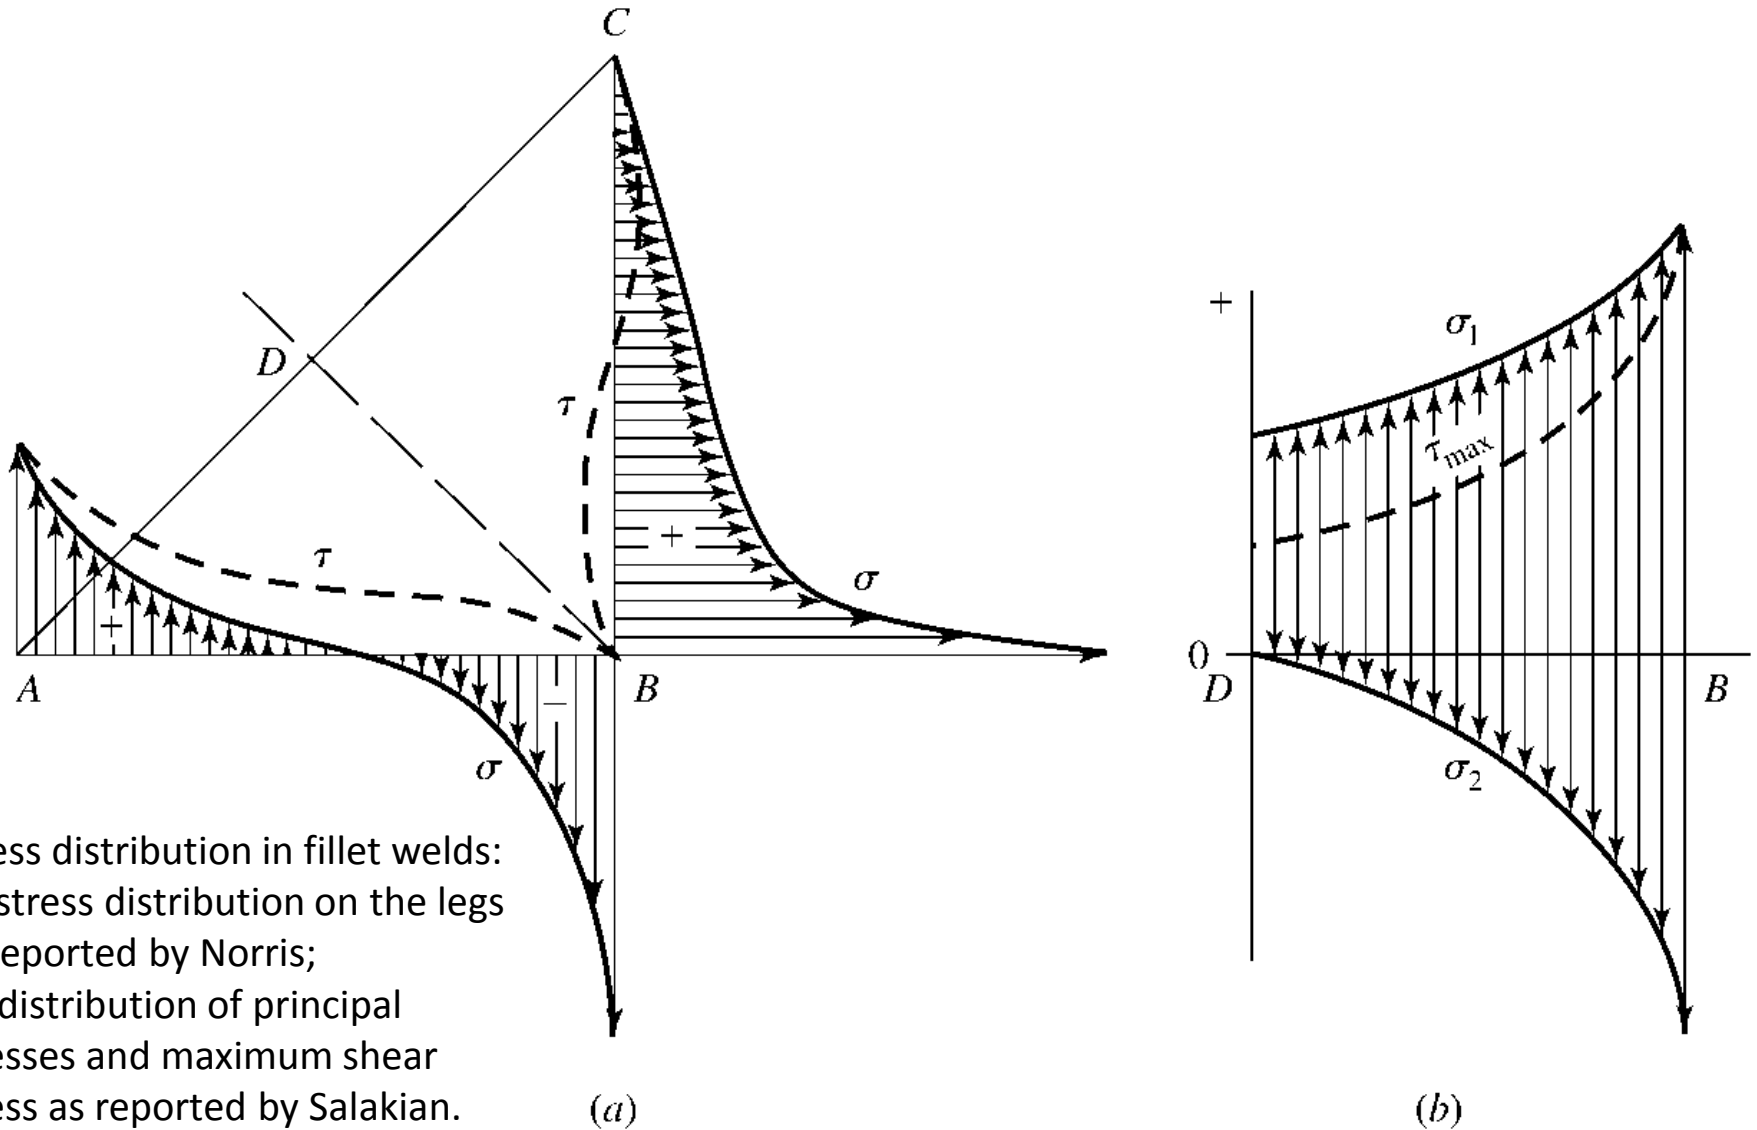 C
D
τ
+
σ
τ
+
A
B
−
σ
ess distribution in fillet welds:
stress distribution on the legs
reported by Norris;
distribution of principal
esses and maximum shear
ess as reported by Salakian.
(a)
+
σ1
τmax
0
D
B
σ2
(b)